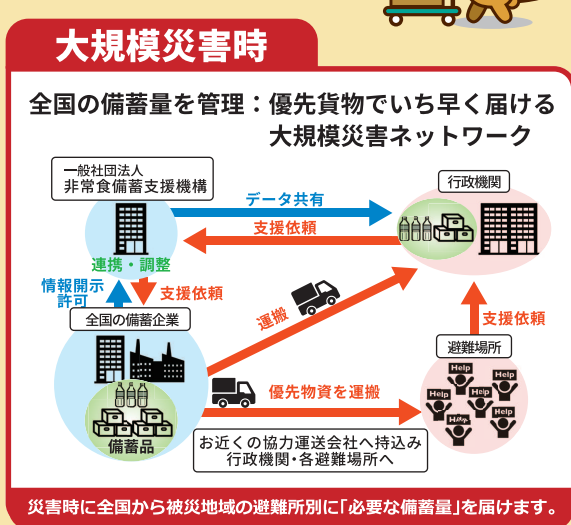 大規模災害時
全国の備蓄量を管理：優先貨物でいち早く届ける
大規模災害ネットワーク
一般社団法人
非常食備蓄支援機構
行政機関
データ共有
支援依頼
連携・調整
情報開示
許可
支援依頼
全国の備蓄企業
運搬
支援依頼
避難場所
優先物資を運搬
備蓄品
Help
Help
Help
Help
Help
Help
お近くの協力運送会社へ持込み
行政機関・各避難場所へ
災害時に全国から被災地域の避難所別に「必要な備蓄量」を届けます。